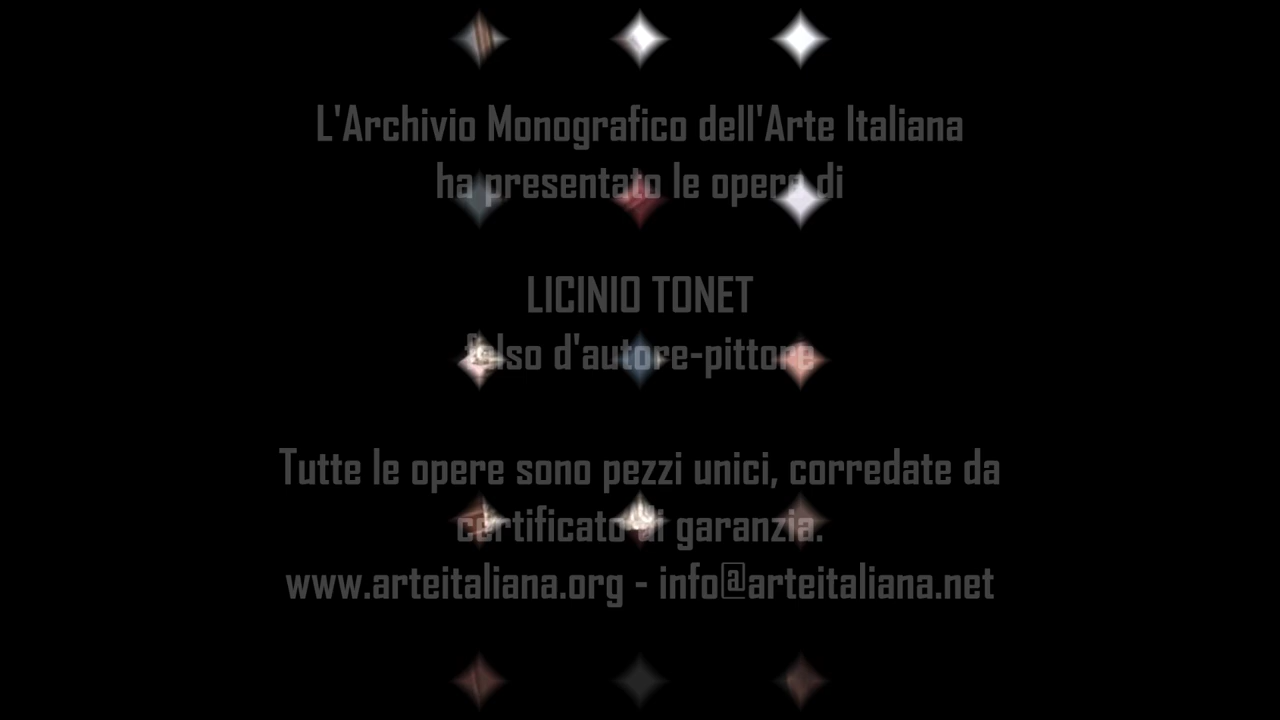 L'Archivio Monografico dell'Arte Italiana
ha presentato le opere di
LICINIO TONET
falso d'autore-pittore
Tutte le opere sono pezzi unici, corredate da
certificato di garanzia.
www.arteitaliana.org - info@arteitaliana.net